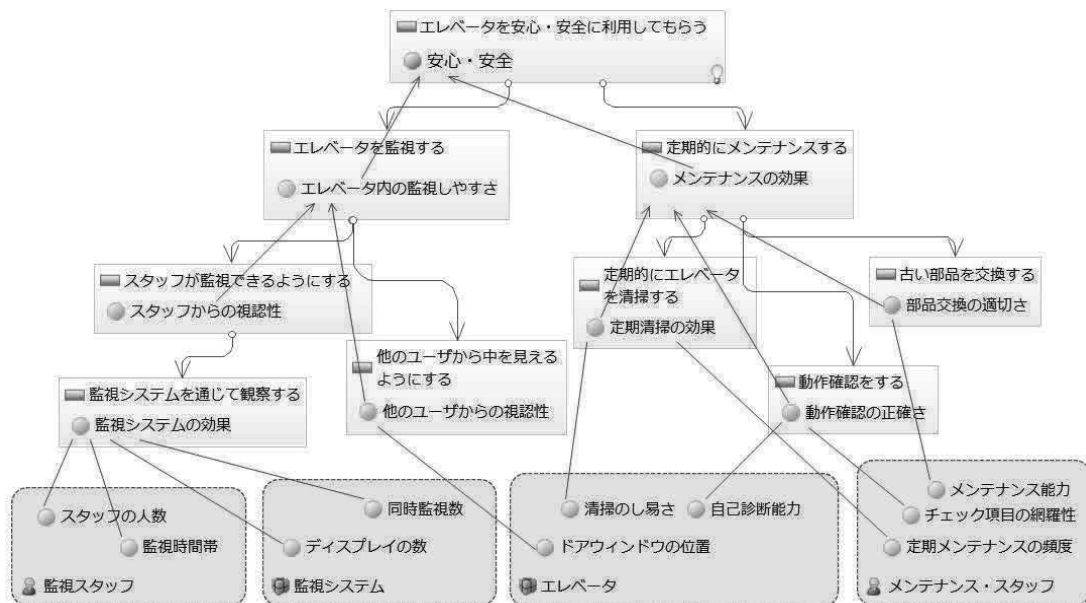 エレベータを安心・安全に利用してもらう
安心・安全
エレベータを監視する
エレベータ内の監視しやすさ
定期的にメンテナンスする
メンテナンスの効果
スタッフが監視できるようにする
スタッフからの視認性
定期的にエレベータ
を清掃する
定期清掃の効果
古い部品を交換する
部品交換の適切さ
他のユーザから中を見える
ようにする
他のユーザからの視認性
監視システムを通じて観察する
監視システムの効果
動作確認をする
動作確認の正確さ
スタッフの人数
監視時間帯
監視スタッフ
同時監視数
ディスプレイの数
監視システム
清掃のし易さ
自己診断能力
ドアウィンドウの位置
エレベータ
メンテナンス能力
チェック項目の網羅性
定期メンテナンスの頻度
メンテナンス・スタッフ